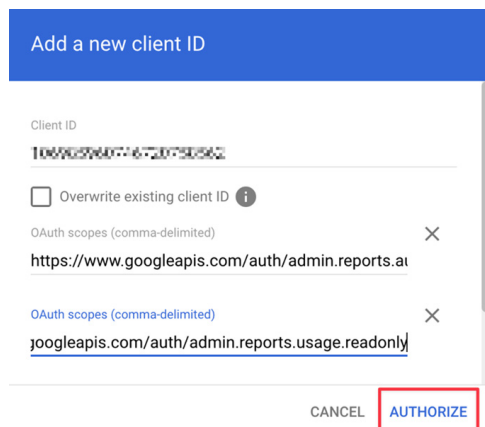 Add a new client ID
Client ID
Overwrite existing client ID
OAuth scopes (comma-delimited)
https://www.googleapis.com/auth/admin.reports.au
OAuth scopes (comma-delimited)
googleapis.com/auth/admin.reports.usage.readonly
CANCEL AUTHORIZE